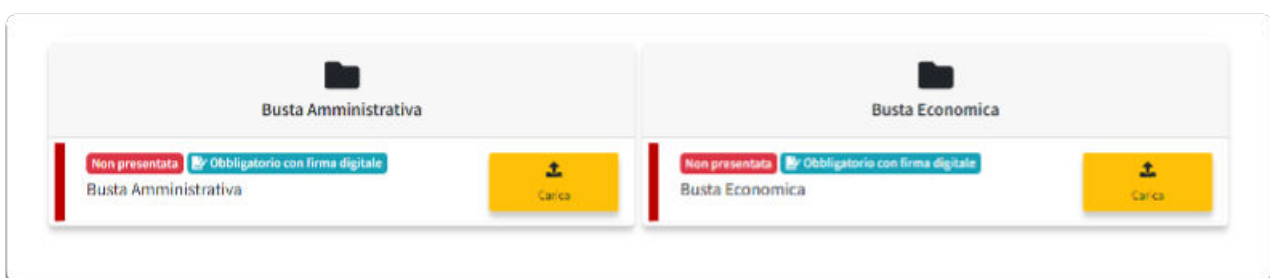 Busta Amministrativa
Busta Economica
Non presentata Obbligatorio con firma digitale
Busta Amministrativa
Carica
Non presentata Obbligatorio con firma digitale
Busta Economica
Carica